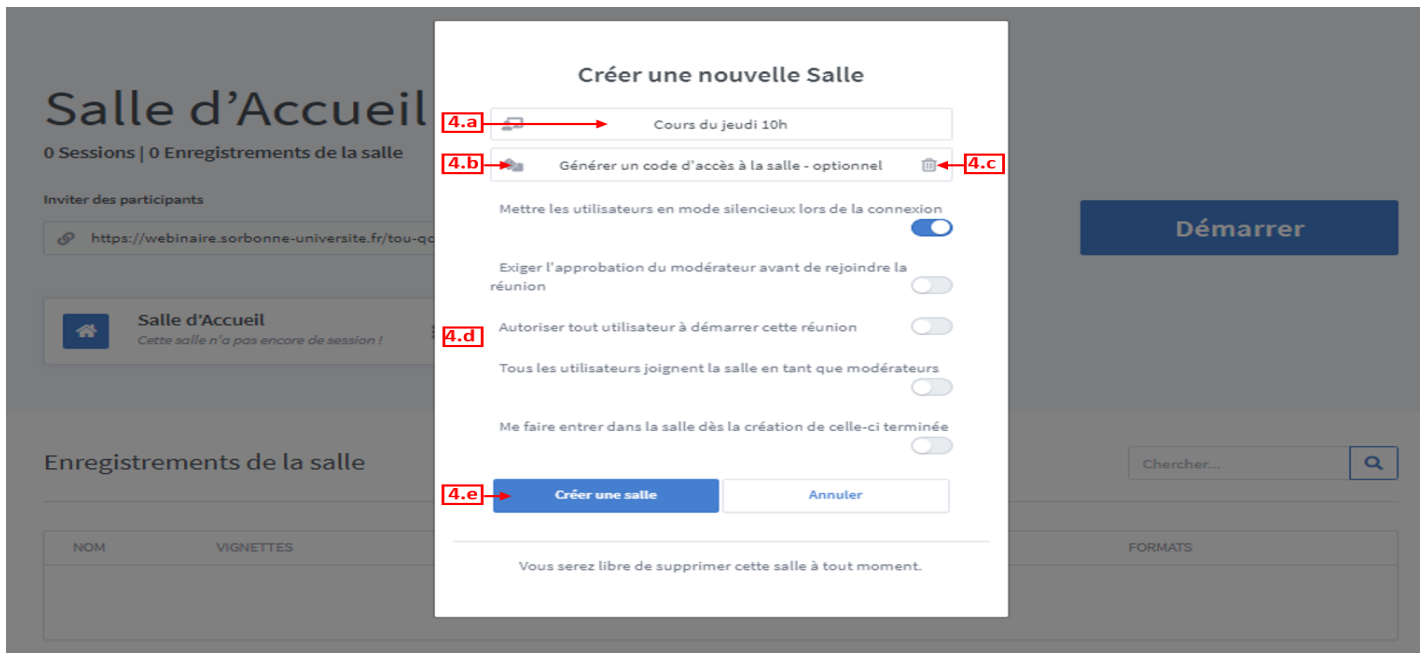 Créer une nouvelle Salle
Salle d'Accueil
4.a
Cours du jeudi 10h
0 Sessions | 0 Enregistrements de la salle
4.b
Générer un code d'accès à la salle - optionnel
4.c
Inviter des participants
Mettre les utilisateurs en mode silencieux lors de la connexion
https://webinaire.sorbonne-universite.fr/tou-qc
Démarrer
Exiger l'approbation du modérateur avant de rejoindre la
réunion
Salle d'Accueil
Cette salle n'a pas encore de session !
4.d
Autoriser tout utilisateur à démarrer cette réunion
Tous les utilisateurs joignent la salle en tant que modérateurs
Me faire entrer dans la salle dès la création de celle-ci terminée
Enregistrements de la salle
Chercher...
4.e
Créer une salle
Annuler
NOM
VIGNETTES
FORMATS
Vous serez libre de supprimer cette salle à tout moment.